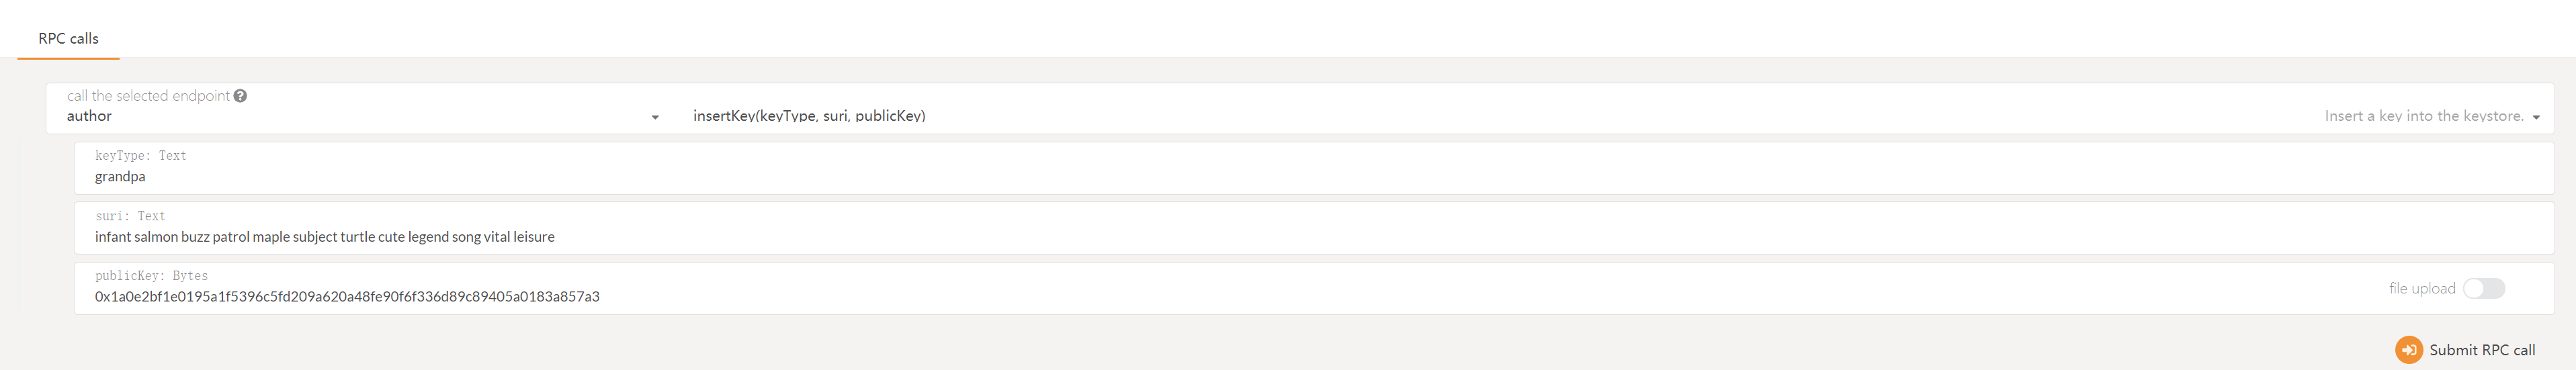 RPC calls
call the selected endpoint
author
insertKey(keyType, suri, publicKey)
Insert a key into the keystore.
keyType: Text
grandpa
suri: Text
infant salmon buzz patrol maple subject turtle cute legend song vital leisure
publicKey: Bytes
0x1a0e2bf1e0195a1f5396c5fd209a620a48fe90f6f336d89c89405a0183a857a3
file upload
Submit RPC call